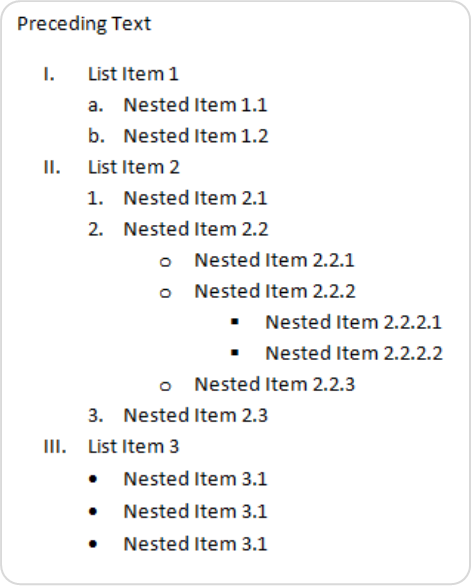 Preceding Text
I. List Item 1
a. Nested Item 1.1
b. Nested Item 1.2
II. List Item 2
1. Nested Item 2.1
2. Nested Item 2.2
o Nested Item 2.2.1
o Nested Item 2.2.2
▪ Nested Item 2.2.2.1
▪ Nested Item 2.2.2.2
o Nested Item 2.2.3
3. Nested Item 2.3
III. List Item 3
• Nested Item 3.1
• Nested Item 3.1
• Nested Item 3.1